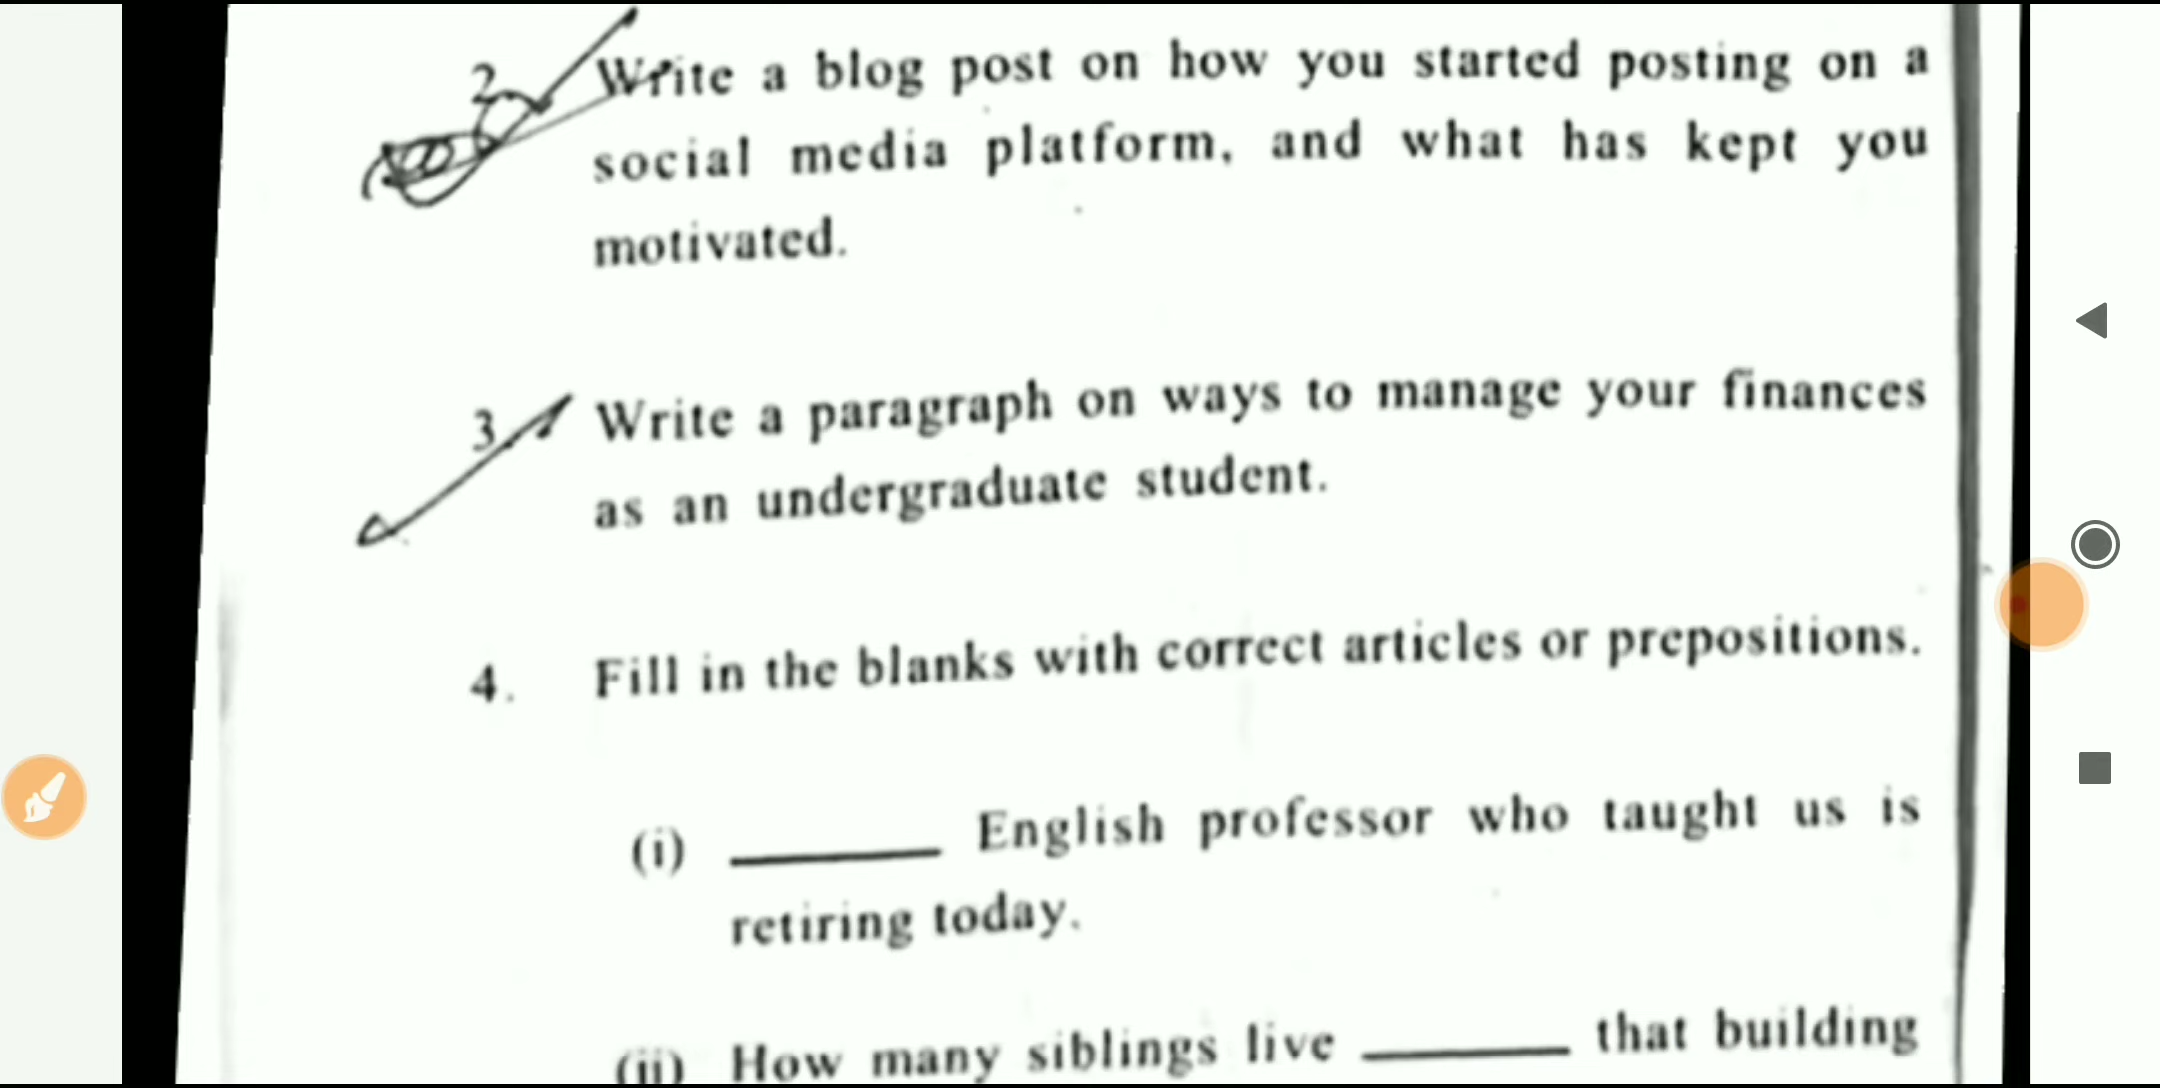 2. Write a blog post on how you started posting on a
social media platform, and what has kept you
motivated.
3. Write a paragraph on ways to manage your finances
as an undergraduate student.
4. Fill in the blanks with correct articles or prepositions.
(i) ________ English professor who taught us is
retiring today.
(ii) How many siblings live ________ that building